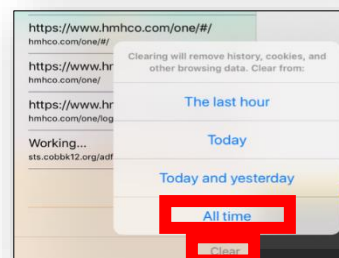 https://www.hmhco.com/one/#/
hmhco.com/one/#/
https://www.hr
hmhco.com/one/
https://www.hr
hmhco.com/one/log
Working...
sts.cobbk12.org/adf
Clearing will remove history, cookies, and
other browsing data. Clear from:
The last hour
Today
Today and yesterday
All time
Clear